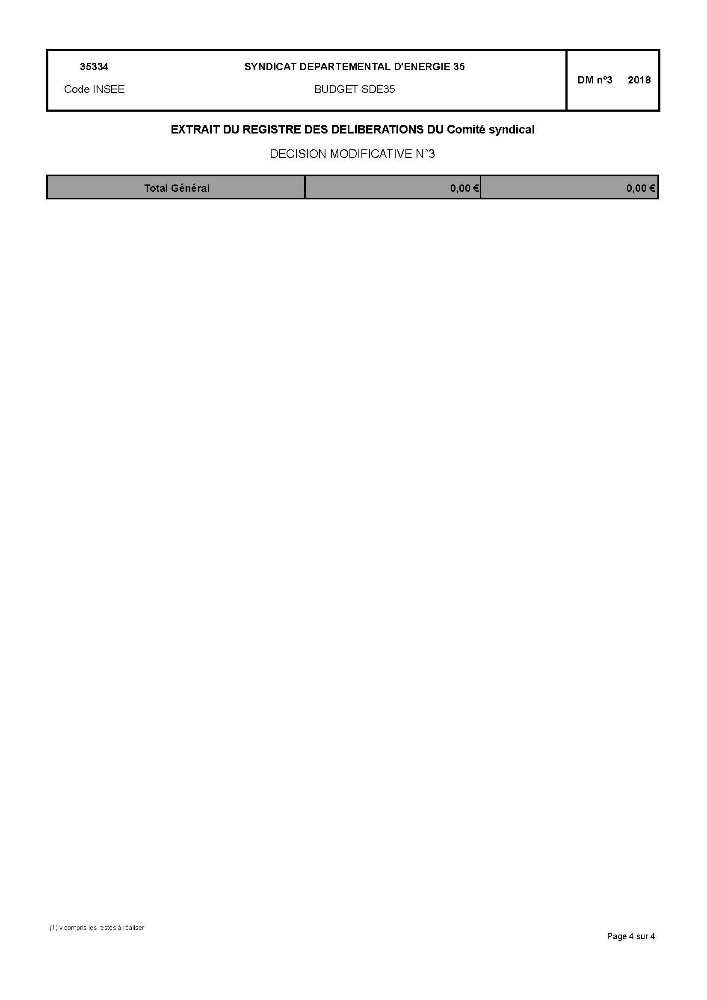 35334 SYNDICAT DEPARTEMENTAL D'ENERGIE 35
DM n°3 2018
Code INSEE BUDGET SDE35
EXTRAIT DU REGISTRE DES DELIBERATIONS DU Comité syndical
DECISION MODIFICATIVE N°3
Total Général 0,00 € 0,00 €
(1) y compris les restes à réaliser
Page 4 sur 4